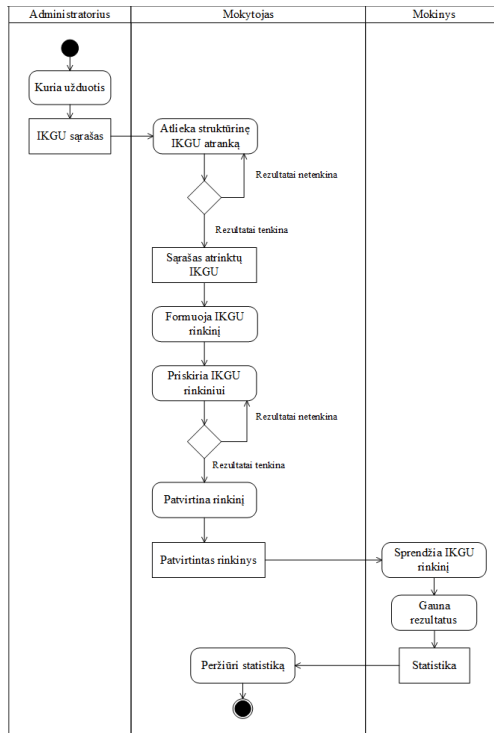 Administratorius
Mokytojas
Mokinys
Kuria užduotis
IKGU sąrašas
Atlieka struktūrinę
IKGU atranką
Rezultatai netenkina
Rezultatai tenkina
Sąrašas atrinktų
IKGU
Formuoja IKGU
rinkinį
Priskiria IKGU
rinkiniui
Rezultatai netenkina
Rezultatai tenkina
Patvirtina rinkinį
Patvirtintas rinkinys
Sprendžia IKGU
rinkinį
Gauna
rezultatus
Peržiūri statistiką
Statistika